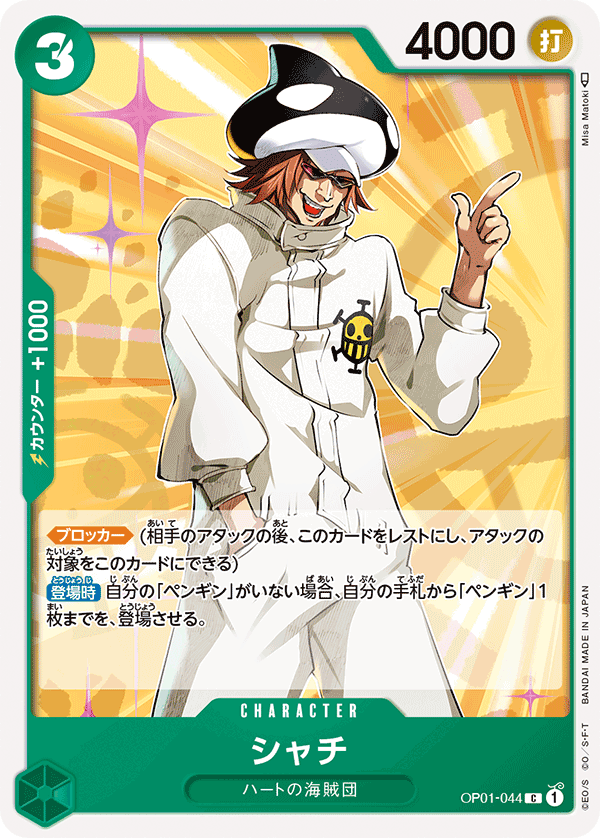 3
4000
打
Misa Matoki
カウンター +1000
ブロッカー (相手のアタックの後、このカードをレストにし、アタックの
対象をこのカードにできる)
登場時 自分の「ペンギン」がいない場合、自分の手札から「ペンギン」1
枚までを、登場させる。
CHARACTER
シャチ
ハートの海賊団
OP01-044 C 1
©E.O/S ©O／S・F・T BANDAI MADE IN JAPAN